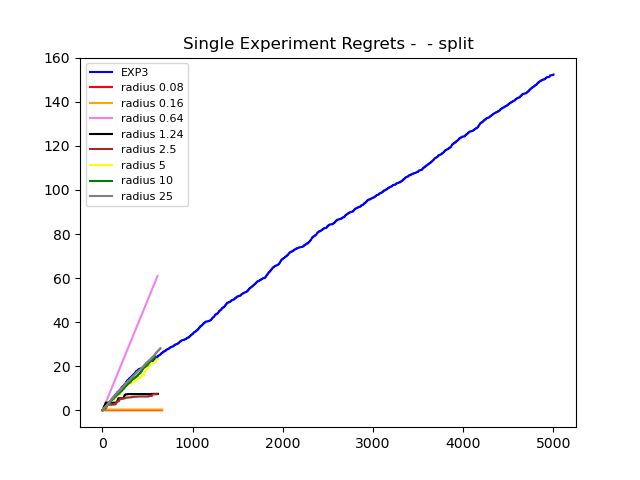 Single Experiment Regrets -  - split
EXP3
radius 0.08
radius 0.16
radius 0.64
radius 1.24
radius 2.5
radius 5
radius 10
radius 25
160
140
120
100
80
60
40
20
0
0 1000 2000 3000 4000 5000